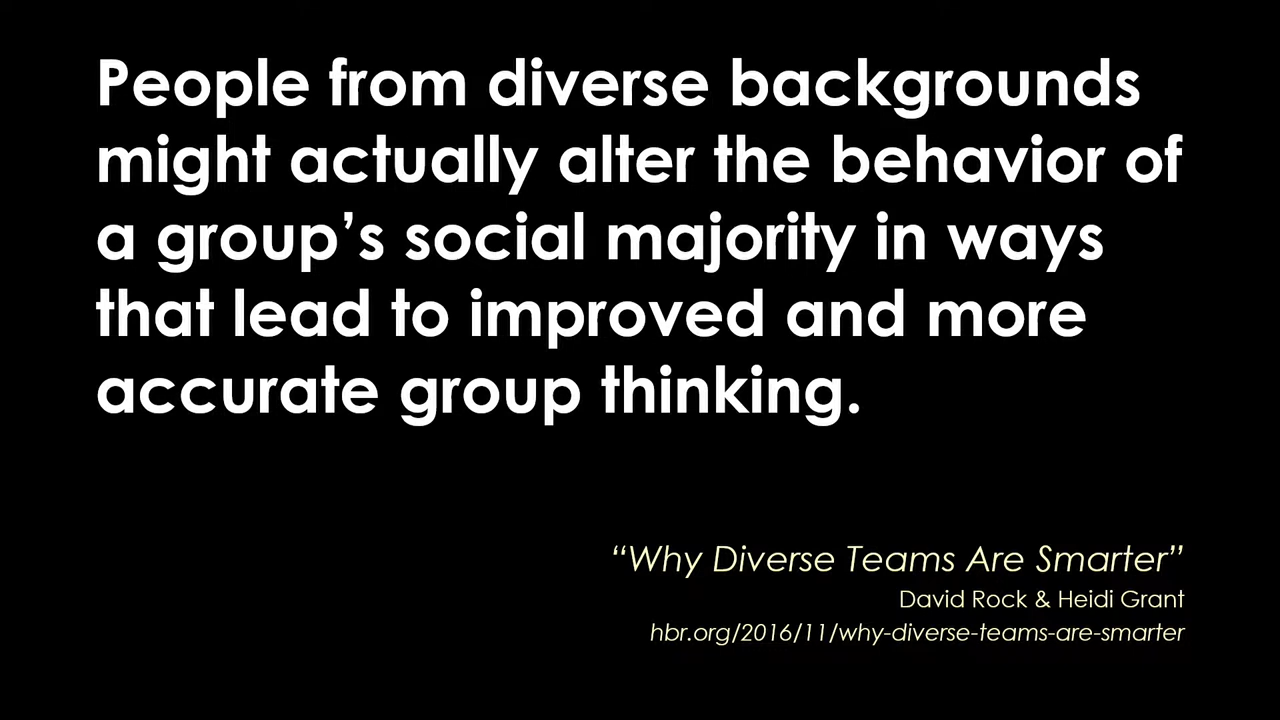 People from diverse backgrounds
might actually alter the behavior of
a group’s social majority in ways
that lead to improved and more
accurate group thinking.
“Why Diverse Teams Are Smarter”
David Rock & Heidi Grant
hbr.org/2016/11/why-diverse-teams-are-smarter